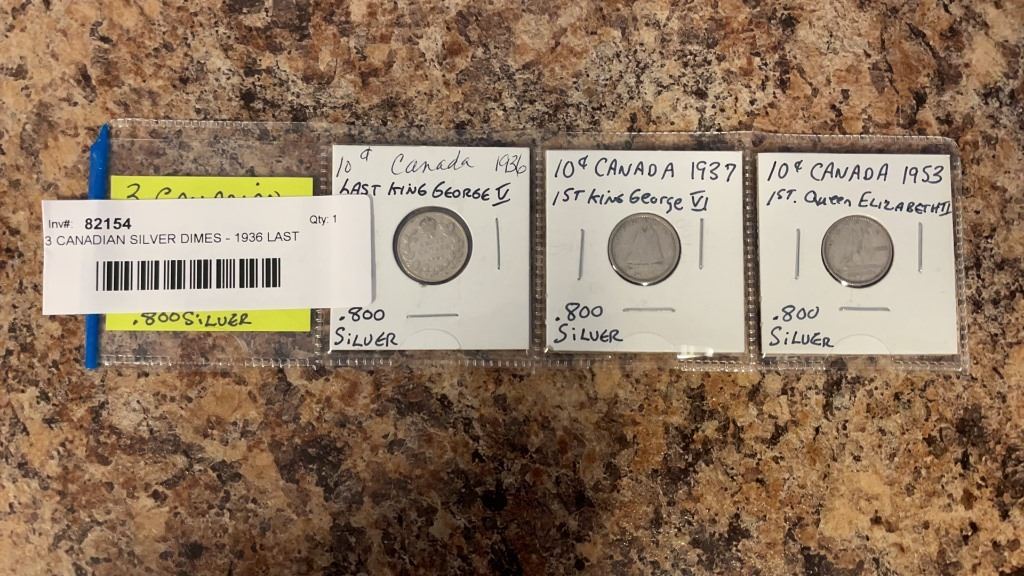 3 Canadian
Inv#: 82154 Qty: 1
3 CANADIAN SILVER DIMES - 1936 LAST
.800 SILVER
10¢ Canada 1936
LAST KING GEORGE V
.800
SILVER
10¢ CANADA 1937
1ST KING George VI
.800
SILVER
10¢ CANADA 1953
1ST. Queen ELIZABETH II
.800
SILVER